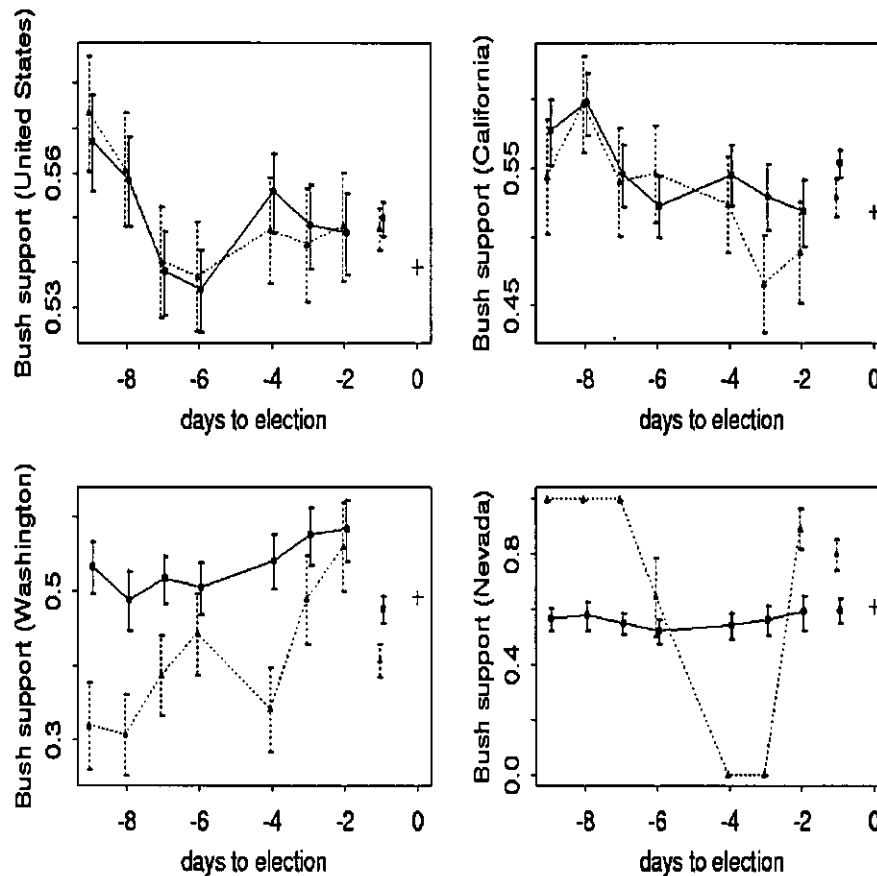 Bush support (United States)
0.56
0.53
-8 -6 -4 -2 0
days to election
Bush support (California)
0.55
0.45
-8 -6 -4 -2 0
days to election
Bush support (Washington)
0.5
0.3
-8 -6 -4 -2 0
days to election
Bush support (Nevada)
0.8
0.4
0.0
-8 -6 -4 -2 0
days to election